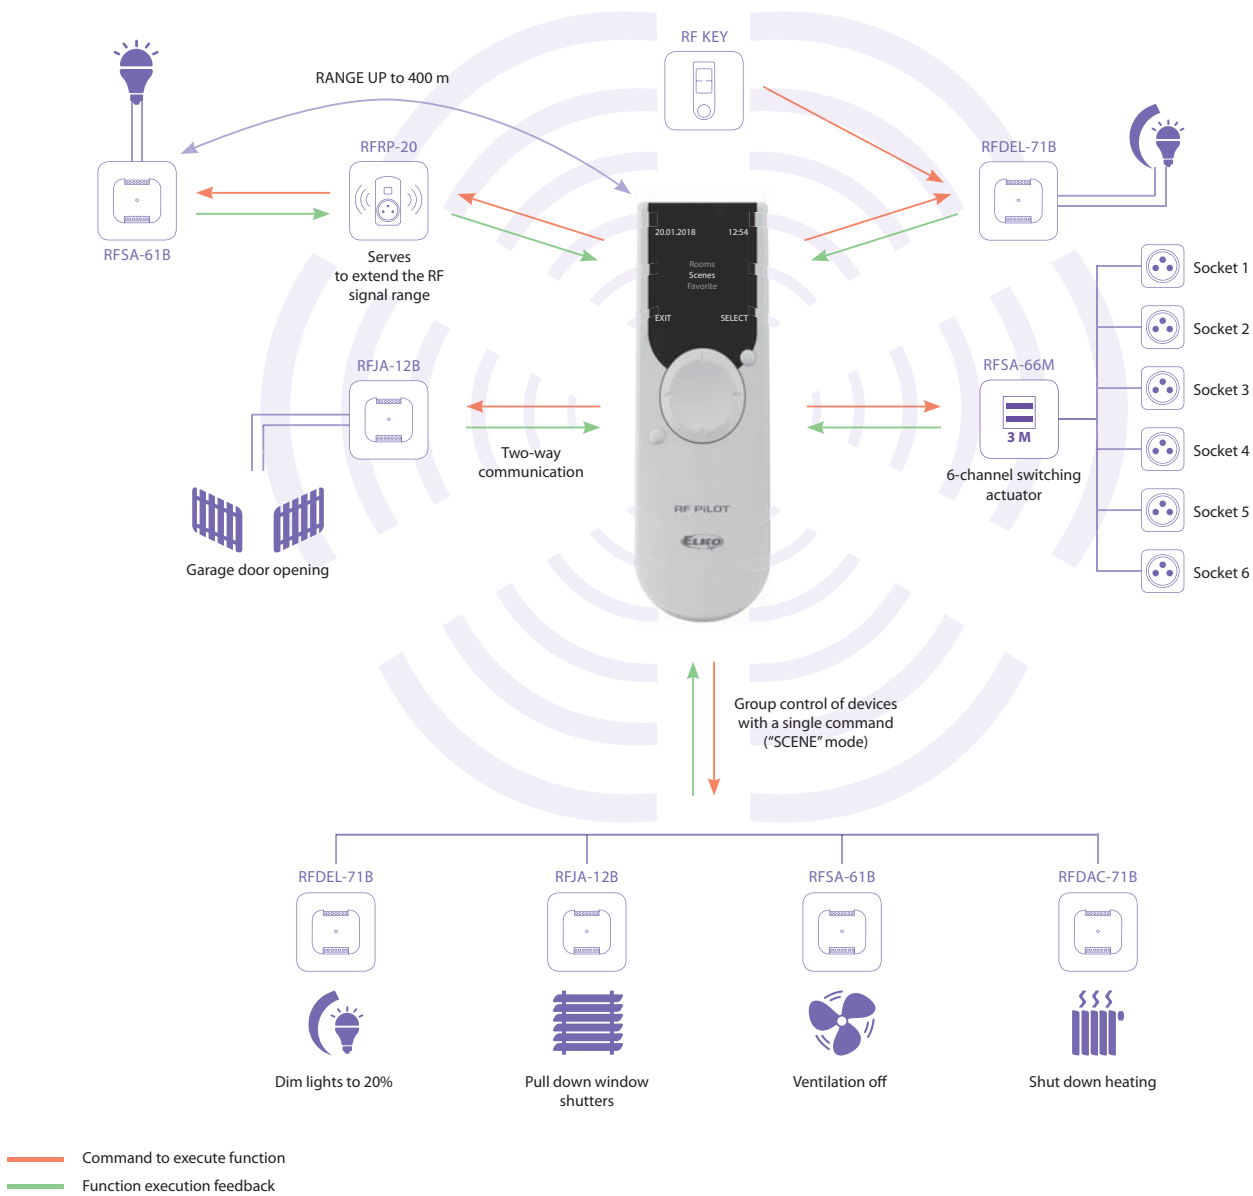 RF KEY
RANGE UP to 400 m
RFRP-20
RFDEL-71B
RFSA-61B
Serves
to extend the RF
signal range
20.01.2018 12:54
Rooms
Scenes
Favorite
EXIT SELECT
Socket 1
Socket 2
Socket 3
Socket 4
Socket 5
Socket 6
RFJA-12B
RFSA-66M
3 M
6-channel switching
actuator
Two-way
communication
Garage door opening
RF PiLOT
ELKO
EP
Group control of devices
with a single command
(“SCENE” mode)
RFDEL-71B
RFJA-12B
RFSA-61B
RFDAC-71B
Dim lights to 20%
Pull down window
shutters
Ventilation off
Shut down heating
Command to execute function
Function execution feedback